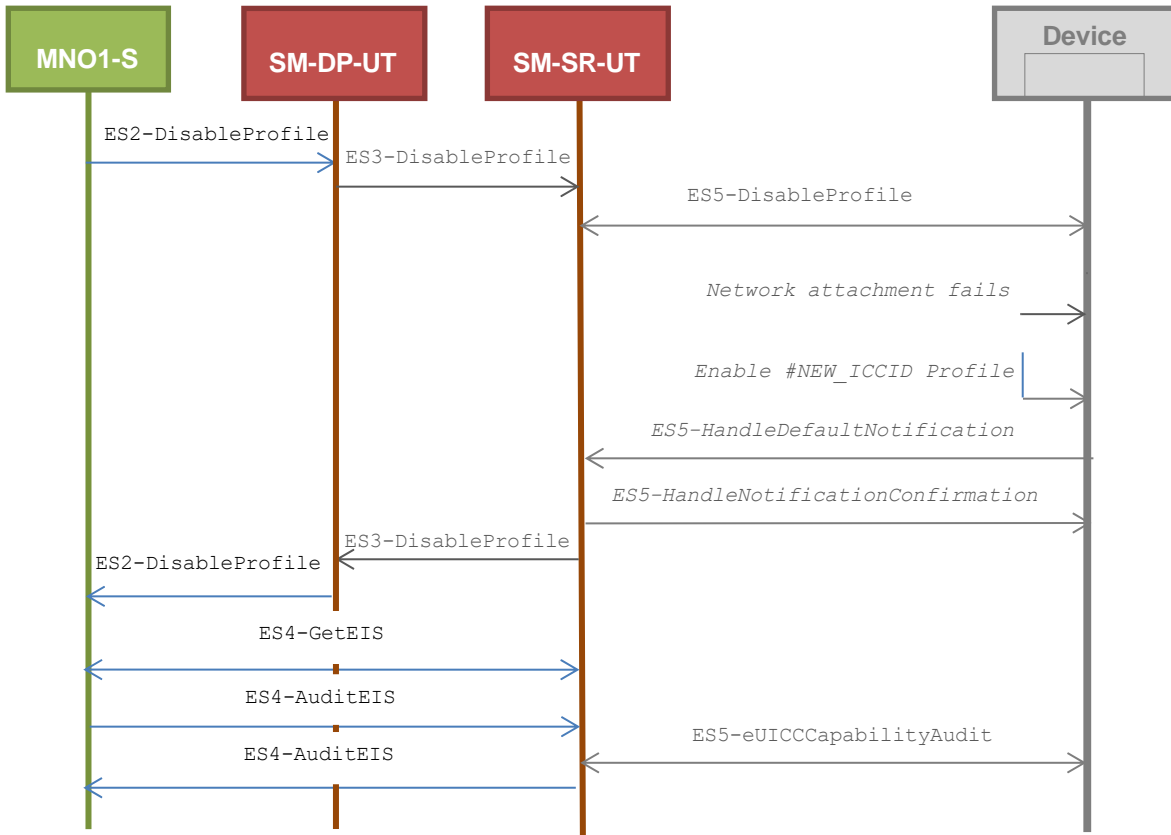 MNO1-S
SM-DP-UT
SM-SR-UT
Device
ES2-DisableProfile
ES3-DisableProfile
ES5-DisableProfile
Network attachment fails
Enable #NEW_ICCID Profile
ES5-HandleDefaultNotification
ES5-HandleNotificationConfirmation
ES3-DisableProfile
ES2-DisableProfile
ES4-GetEIS
ES4-AuditEIS
ES5-eUICCCapabilityAudit
ES4-AuditEIS